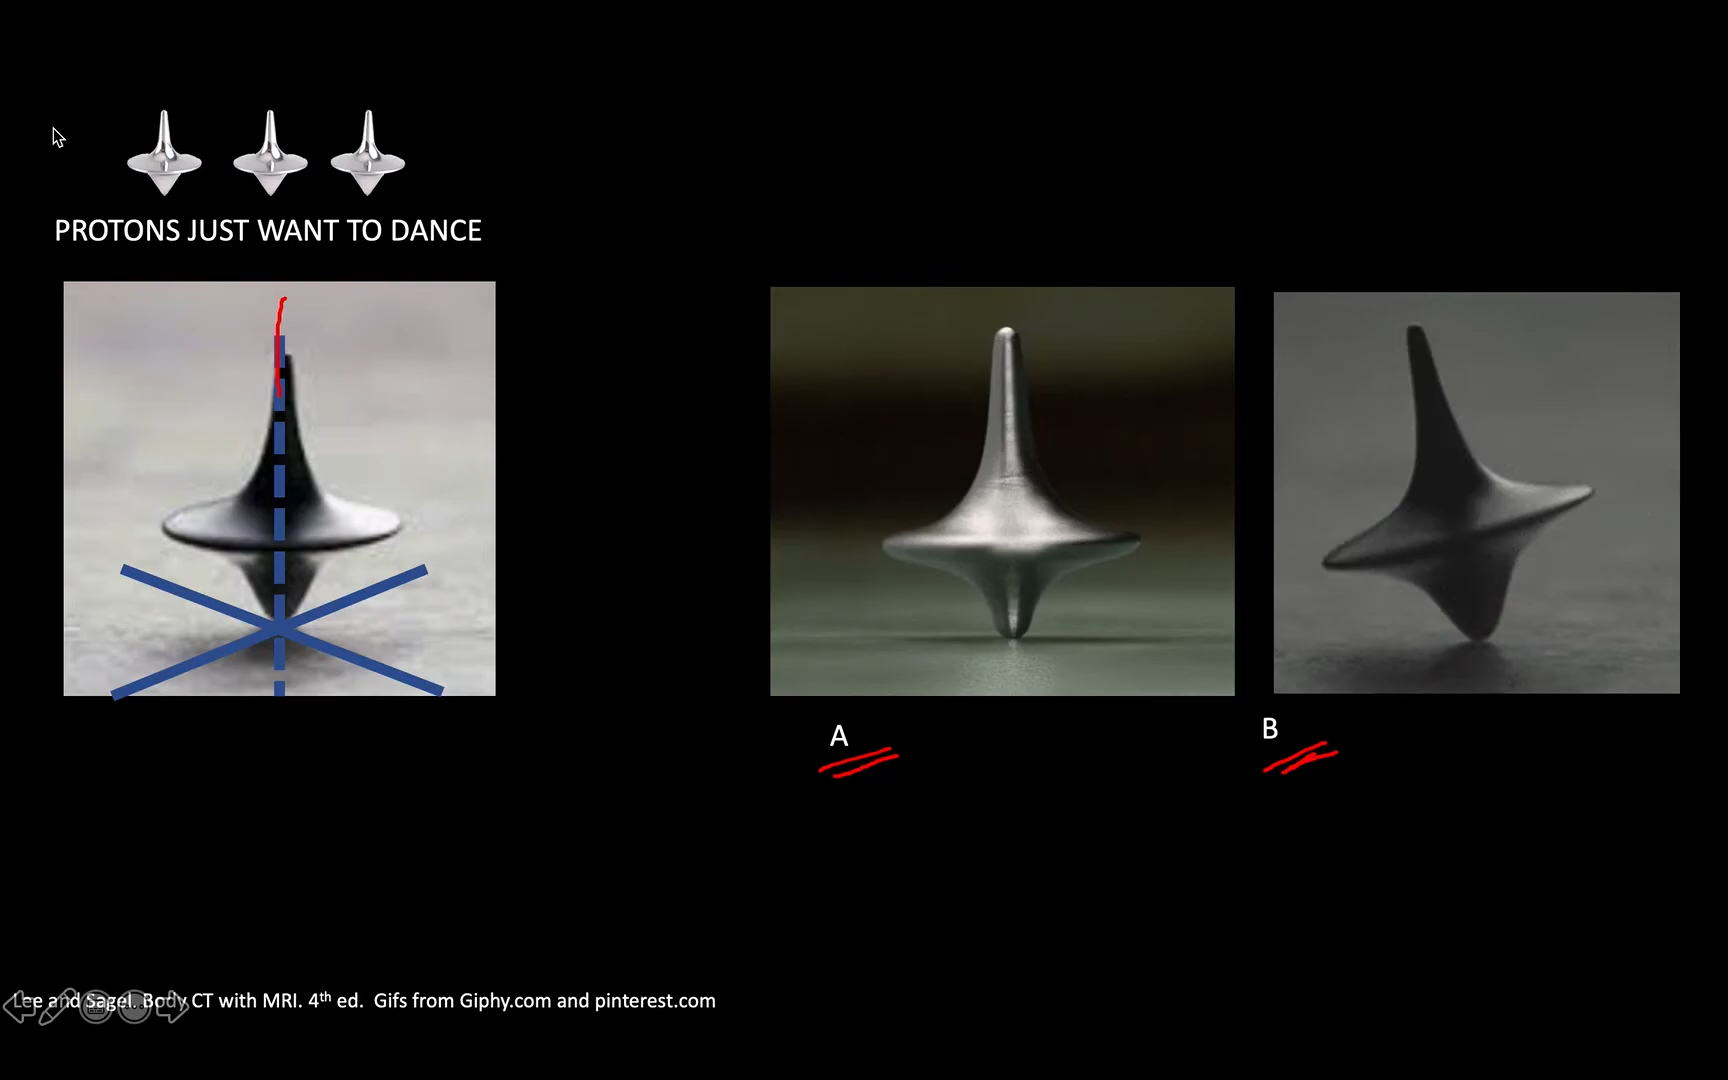 PROTONS JUST WANT TO DANCE
A
B
Lee and Sagel. Body CT with MRI. 4th ed. Gifs from Giphy.com and pinterest.com